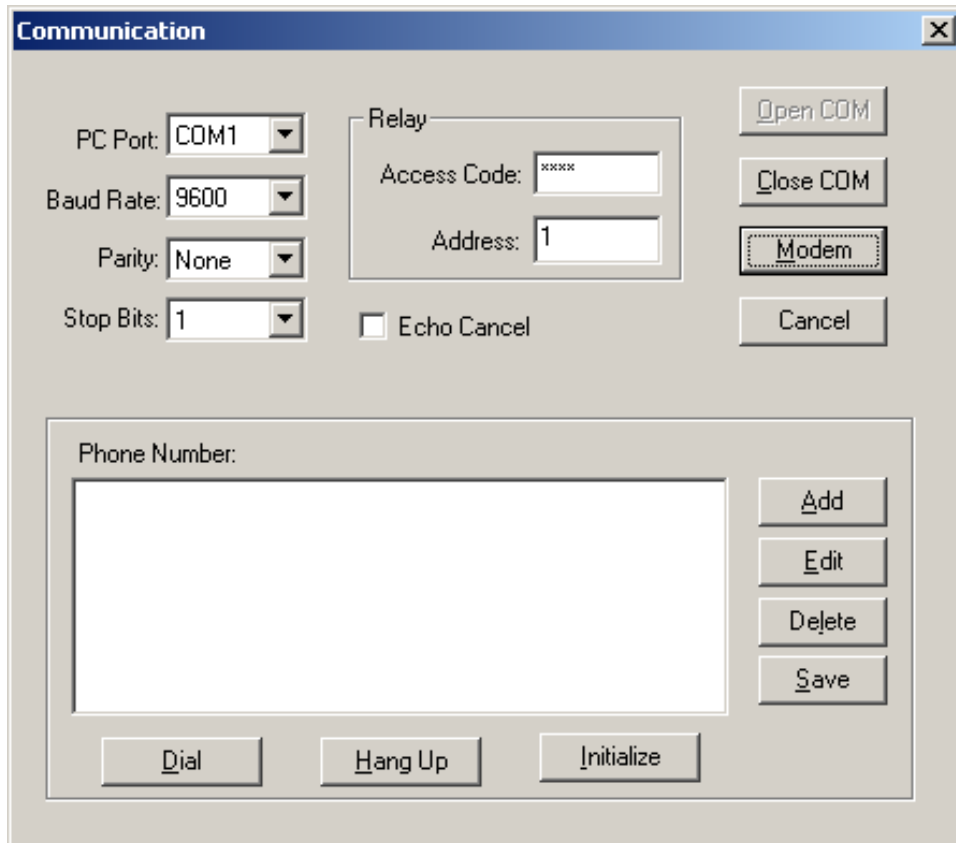 Communication
PC Port: COM1
Baud Rate: 9600
Parity: None
Stop Bits: 1
Relay
Access Code: ****
Address: 1
Echo Cancel
Open COM
Close COM
Modem
Cancel
Phone Number:
Add
Edit
Delete
Save
Dial
Hang Up
Initialize